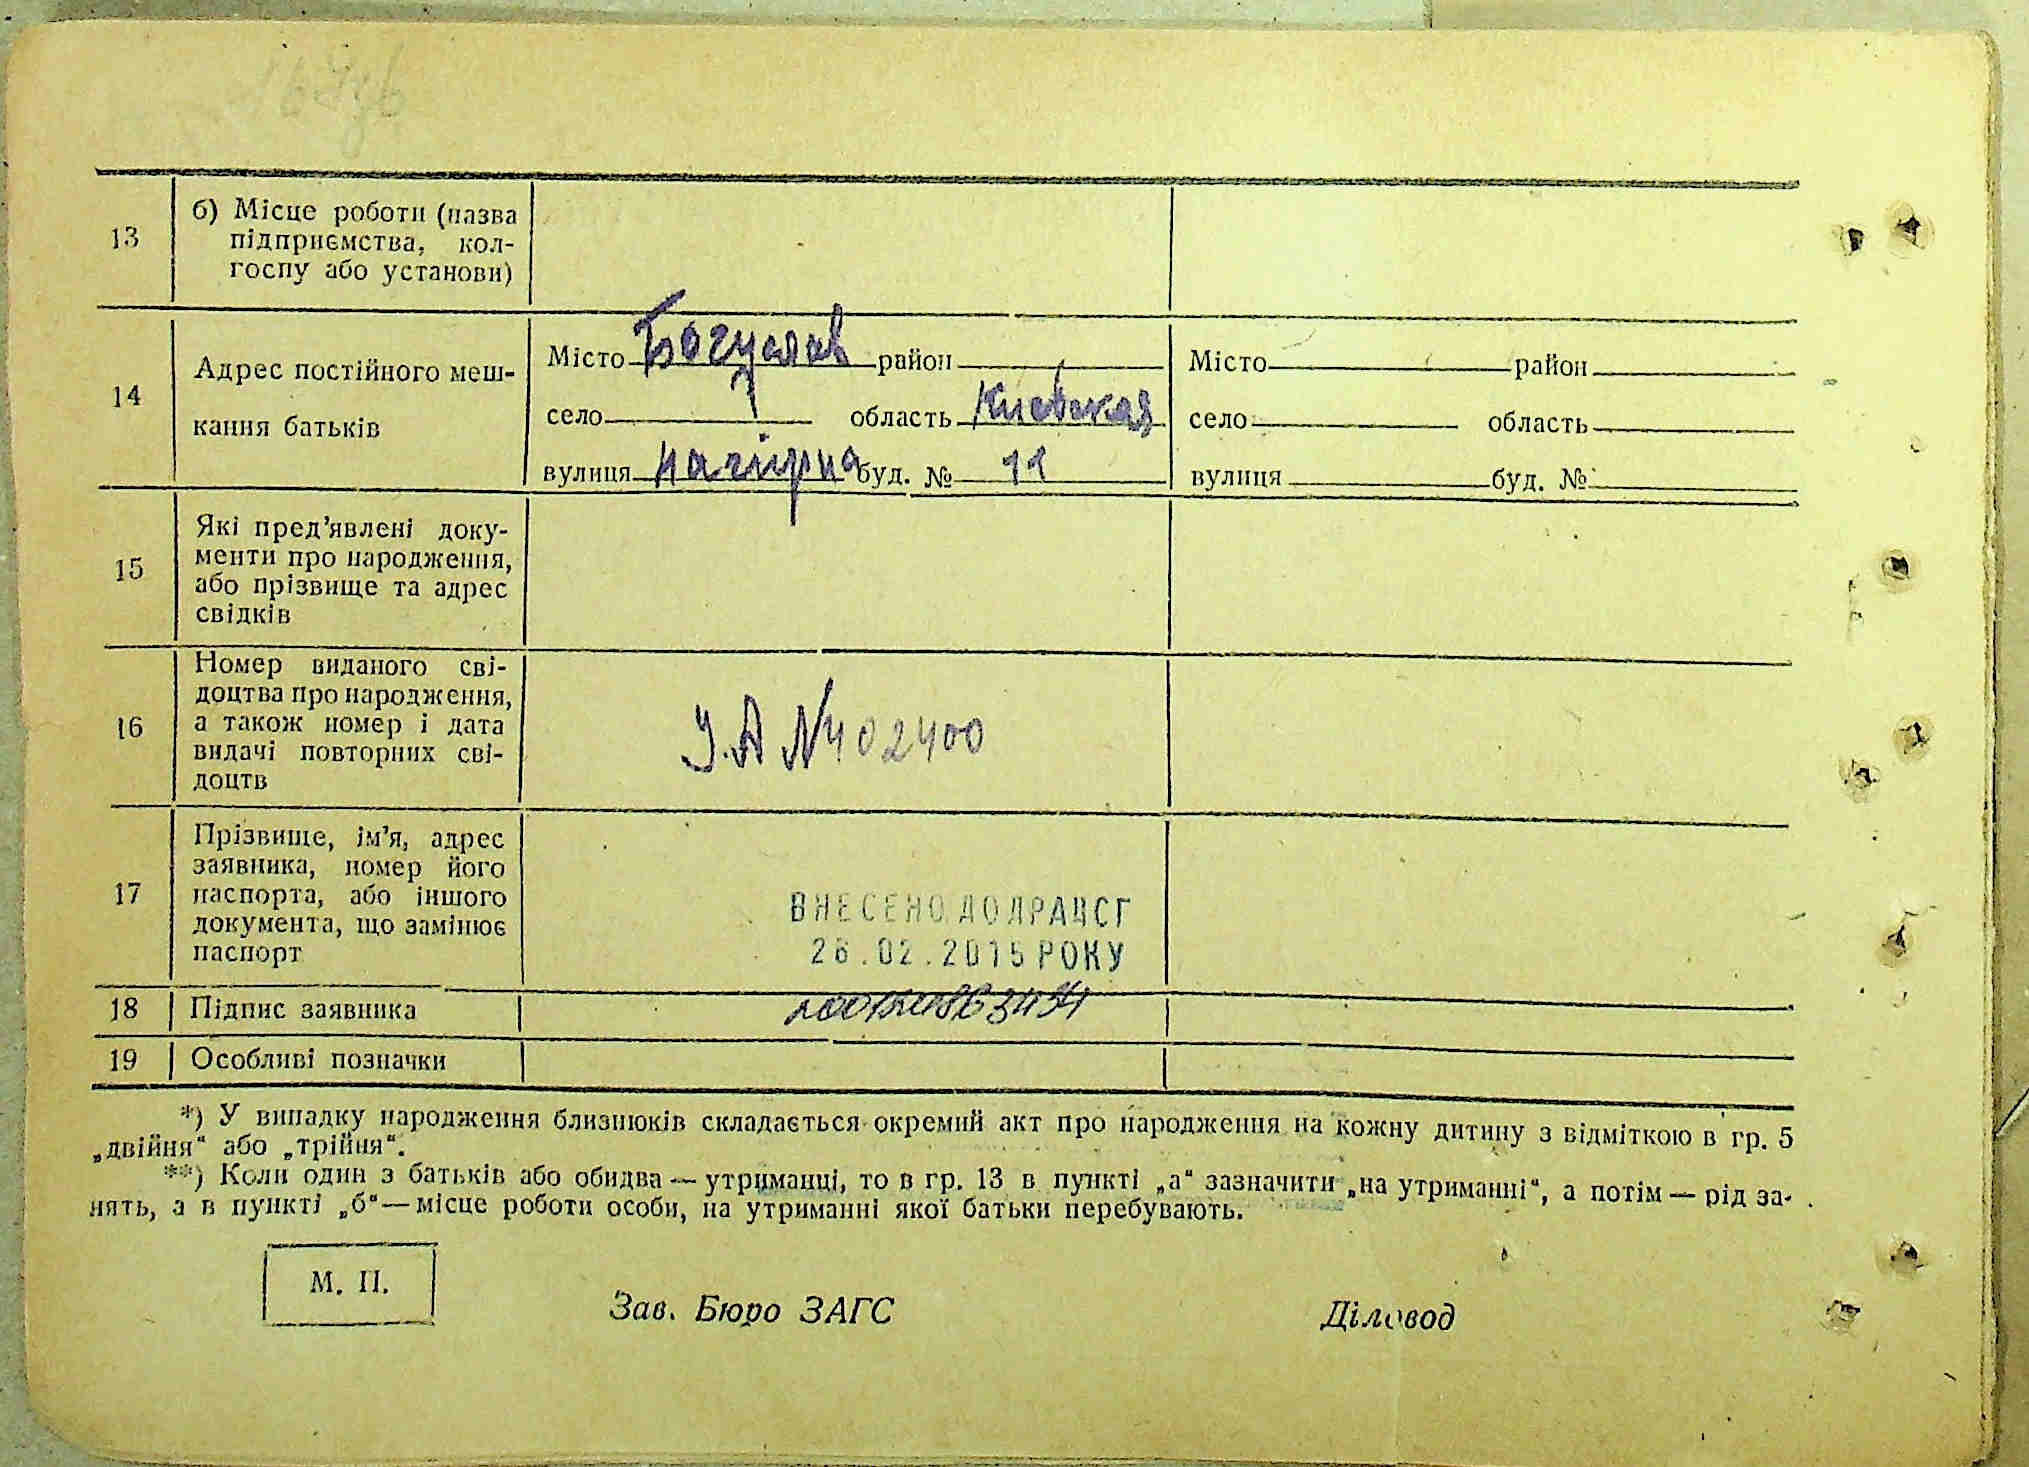 13
б) Місце роботи (назва
підприємства, кол-
госпу або установи)
14
Адрес постійного меш-
кання батьків
Місто Богуслав район
село область Киевская
вулиця нагірна буд. № 11
Місто район
село область
вулиця буд. №
15
Які пред’явлені доку-
менти про народження,
або прізвище та адрес
свідків
16
Номер виданого сві-
доцтва про народження,
а також номер і дата
видачі повторних сві-
доцтв
У.А №402400
17
Прізвище, ім’я, адрес
заявника, номер його
паспорта, або іншого
документа, що замінює
паспорт
ВНЕСЕНО ДО ДРАЦСГ
26.02.2015 РОКУ
18 Підпис заявника
19 Особливі позначки
*) У випадку народження близнюків складається окремий акт про народження на кожну дитину з відміткою в гр. 5
„двійня“ або „трійня“.
**) Коли один з батьків або обидва — утриманці, то в гр. 13 в пункті „а“ зазначити „на утриманні“, а потім — рід за-
нять, а в пункті „б“ — місце роботи особи, на утриманні якої батьки перебувають.
М. П.
Зав. Бюро ЗАГС
Діловод